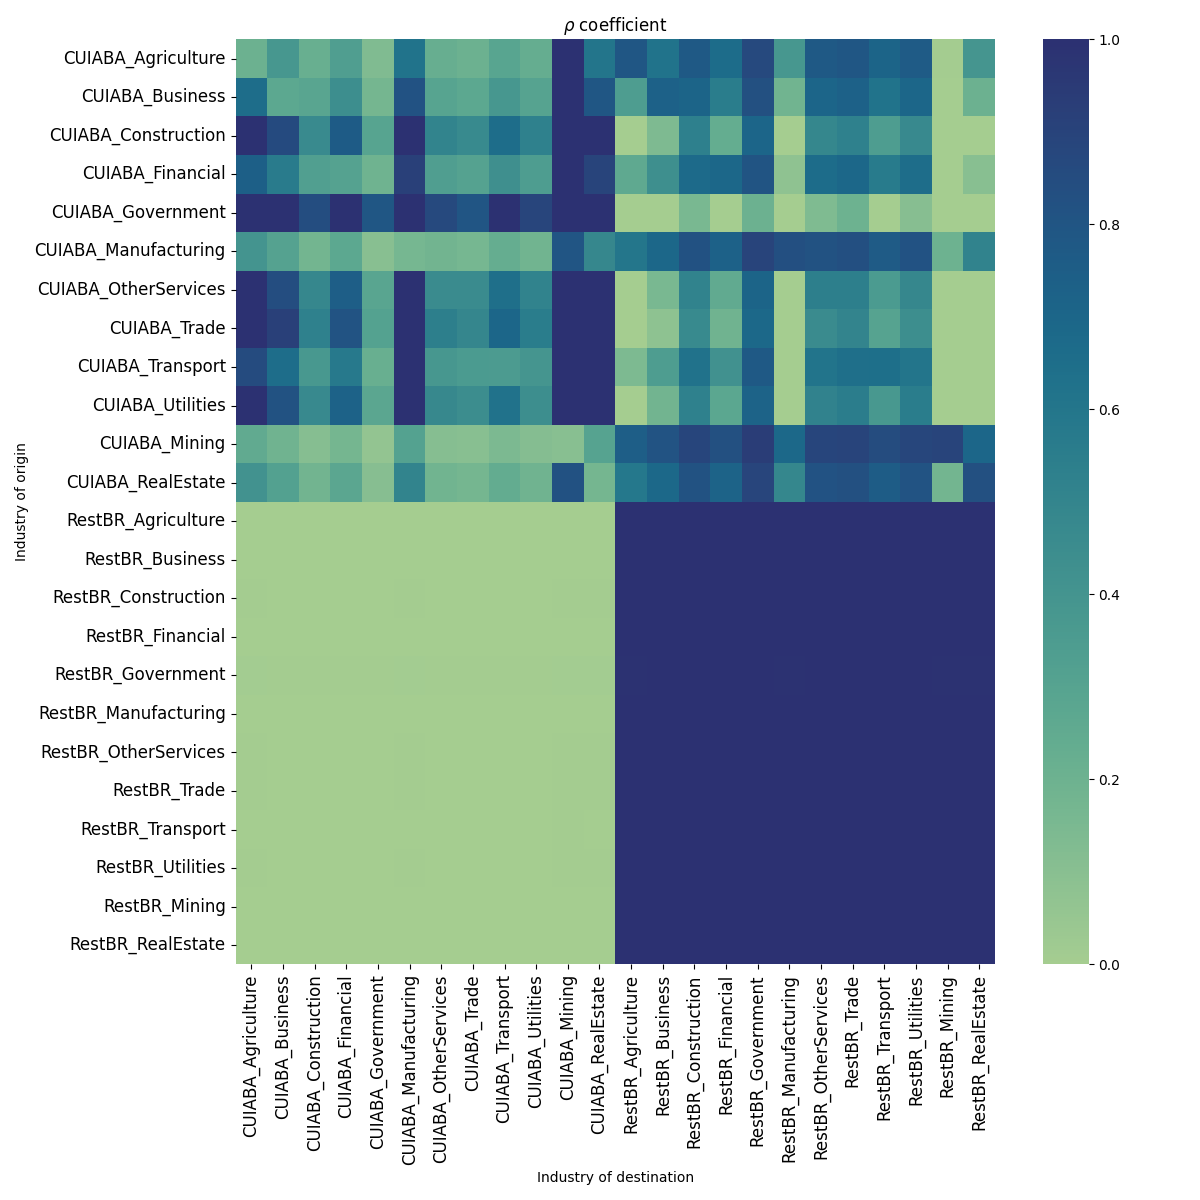 ρ coefficient
CUIABA_Agriculture
CUIABA_Business
CUIABA_Construction
CUIABA_Financial
CUIABA_Government
CUIABA_Manufacturing
CUIABA_OtherServices
CUIABA_Trade
CUIABA_Transport
CUIABA_Utilities
CUIABA_Mining
CUIABA_RealEstate
RestBR_Agriculture
RestBR_Business
RestBR_Construction
RestBR_Financial
RestBR_Government
RestBR_Manufacturing
RestBR_OtherServices
RestBR_Trade
RestBR_Transport
RestBR_Utilities
RestBR_Mining
RestBR_RealEstate
Industry of origin
CUIABA_Agriculture
CUIABA_Business
CUIABA_Construction
CUIABA_Financial
CUIABA_Government
CUIABA_Manufacturing
CUIABA_OtherServices
CUIABA_Trade
CUIABA_Transport
CUIABA_Utilities
CUIABA_Mining
CUIABA_RealEstate
RestBR_Agriculture
RestBR_Business
RestBR_Construction
RestBR_Financial
RestBR_Government
RestBR_Manufacturing
RestBR_OtherServices
RestBR_Trade
RestBR_Transport
RestBR_Utilities
RestBR_Mining
RestBR_RealEstate
Industry of destination
1.0
0.8
0.6
0.4
0.2
0.0